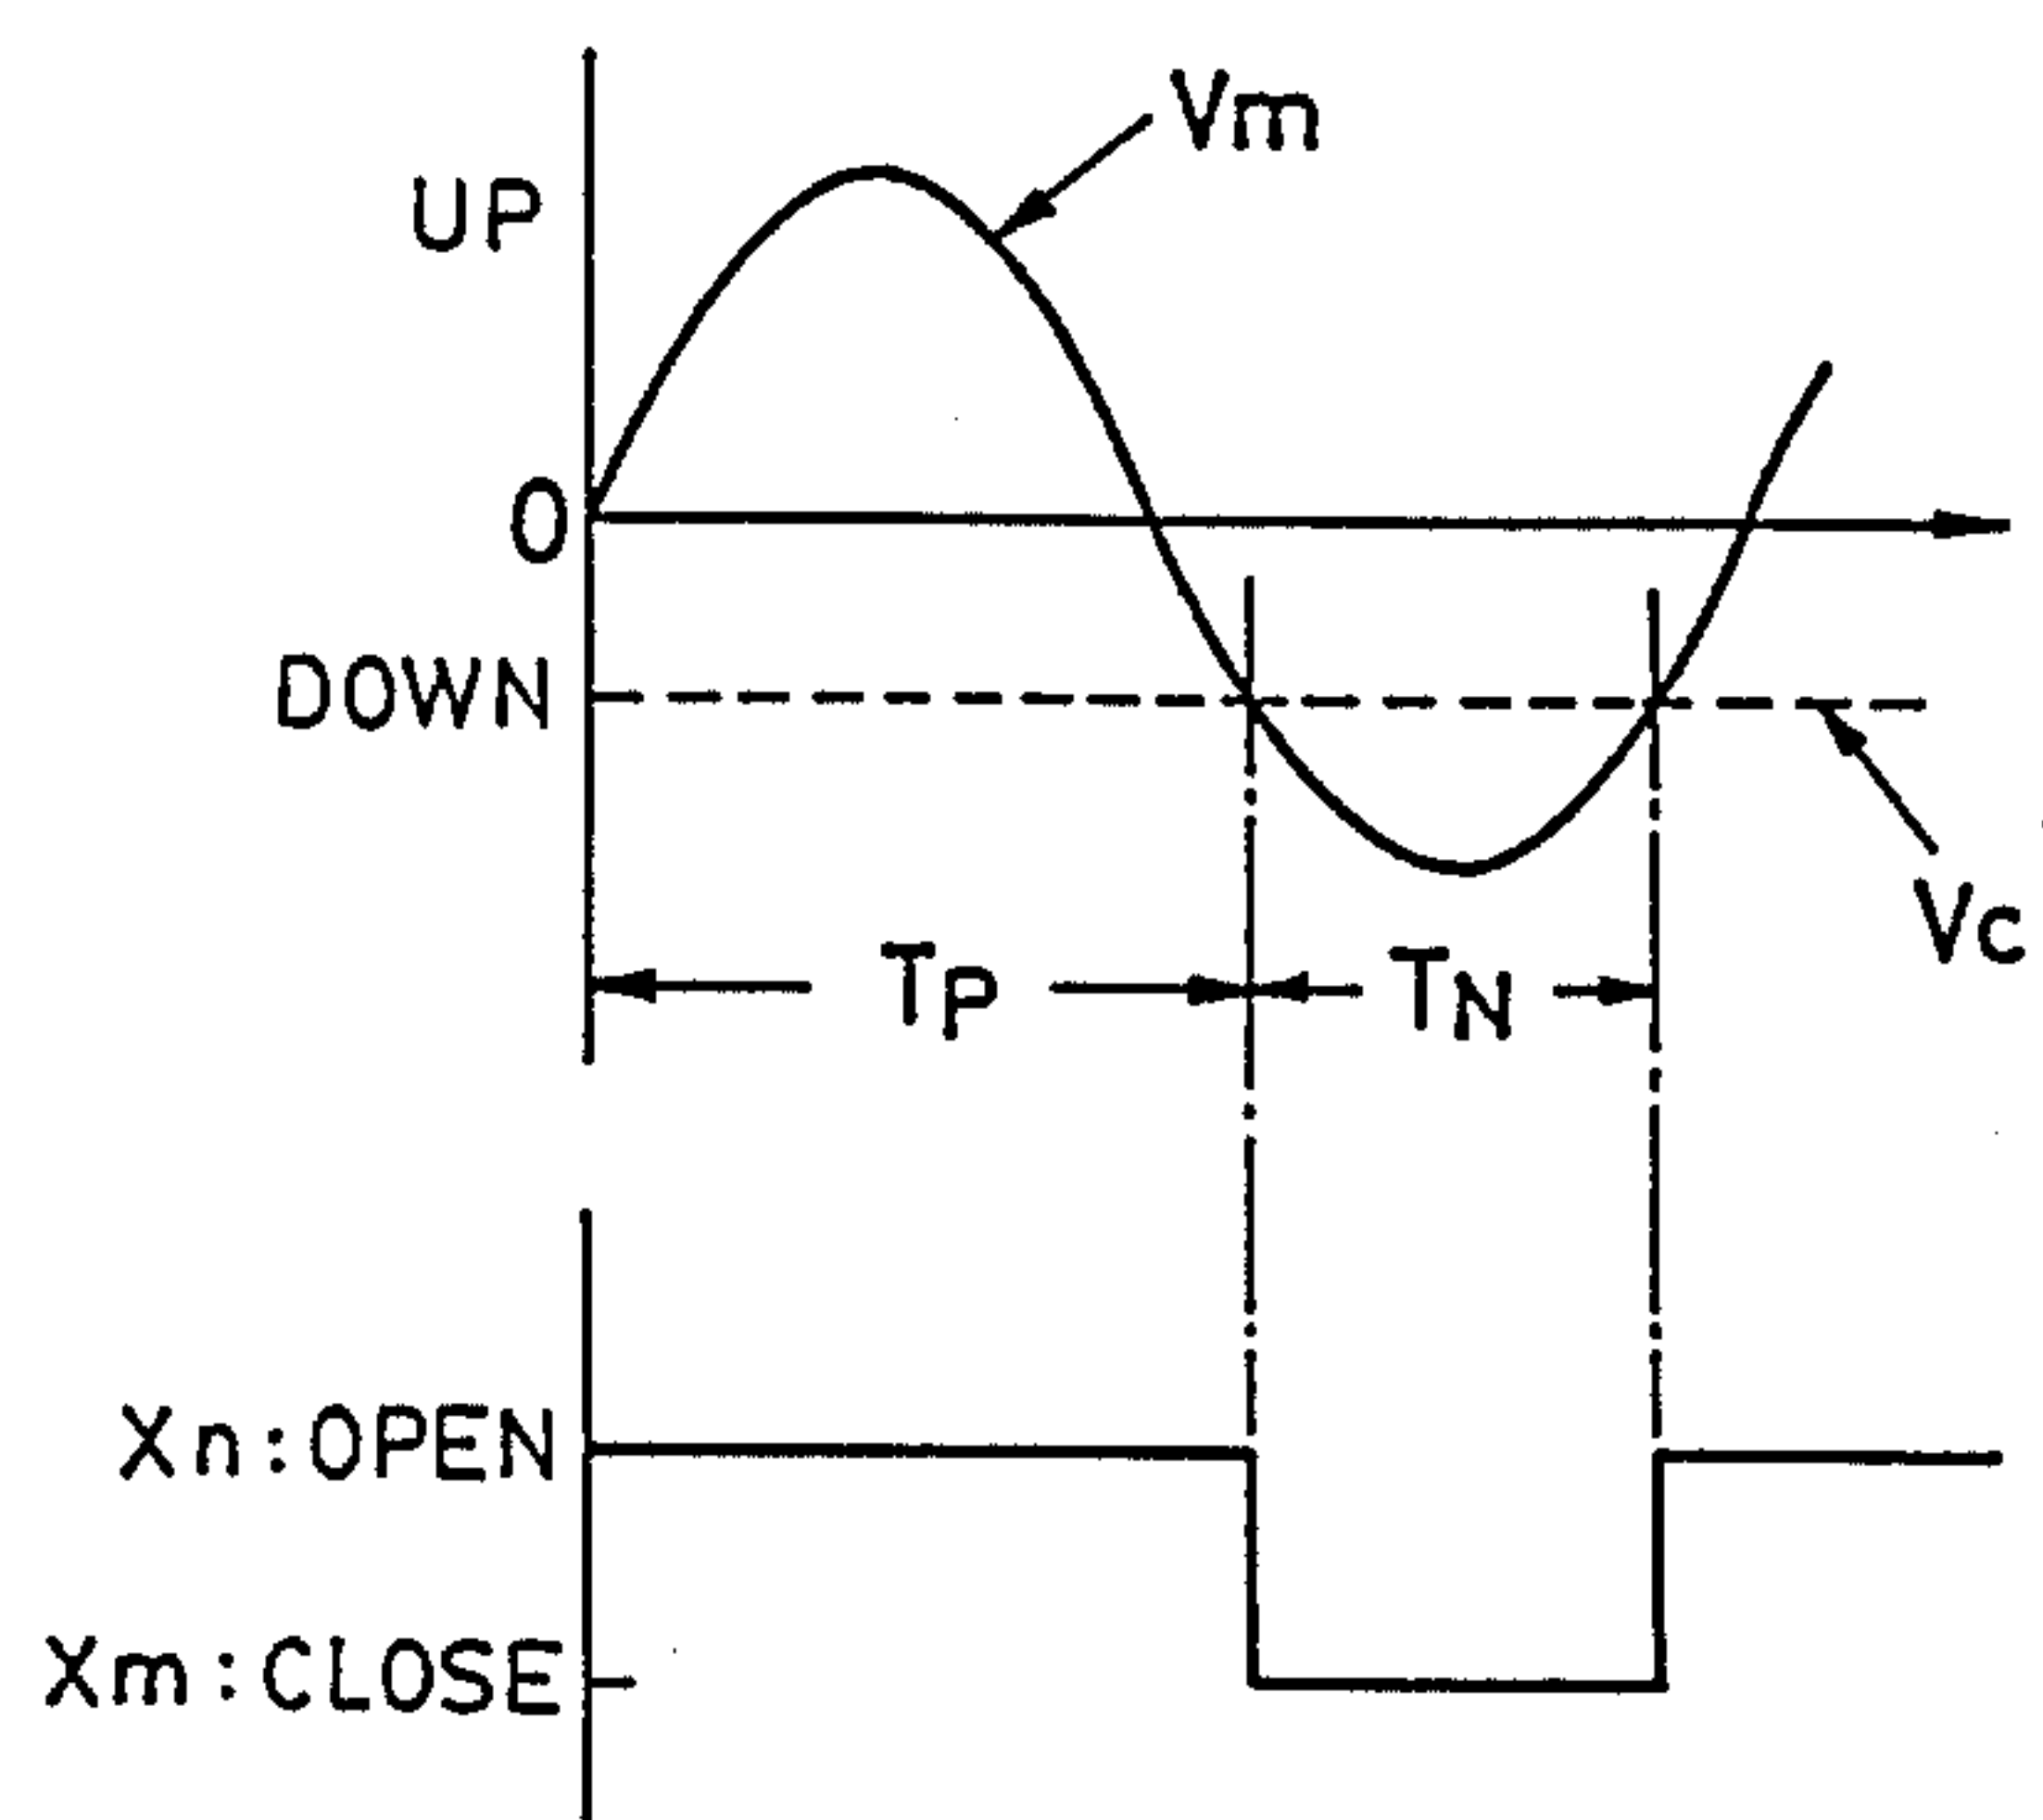 Vm
UP
0
DOWN
Vc
TP
TN
Xn:OPEN
Xm:CLOSE